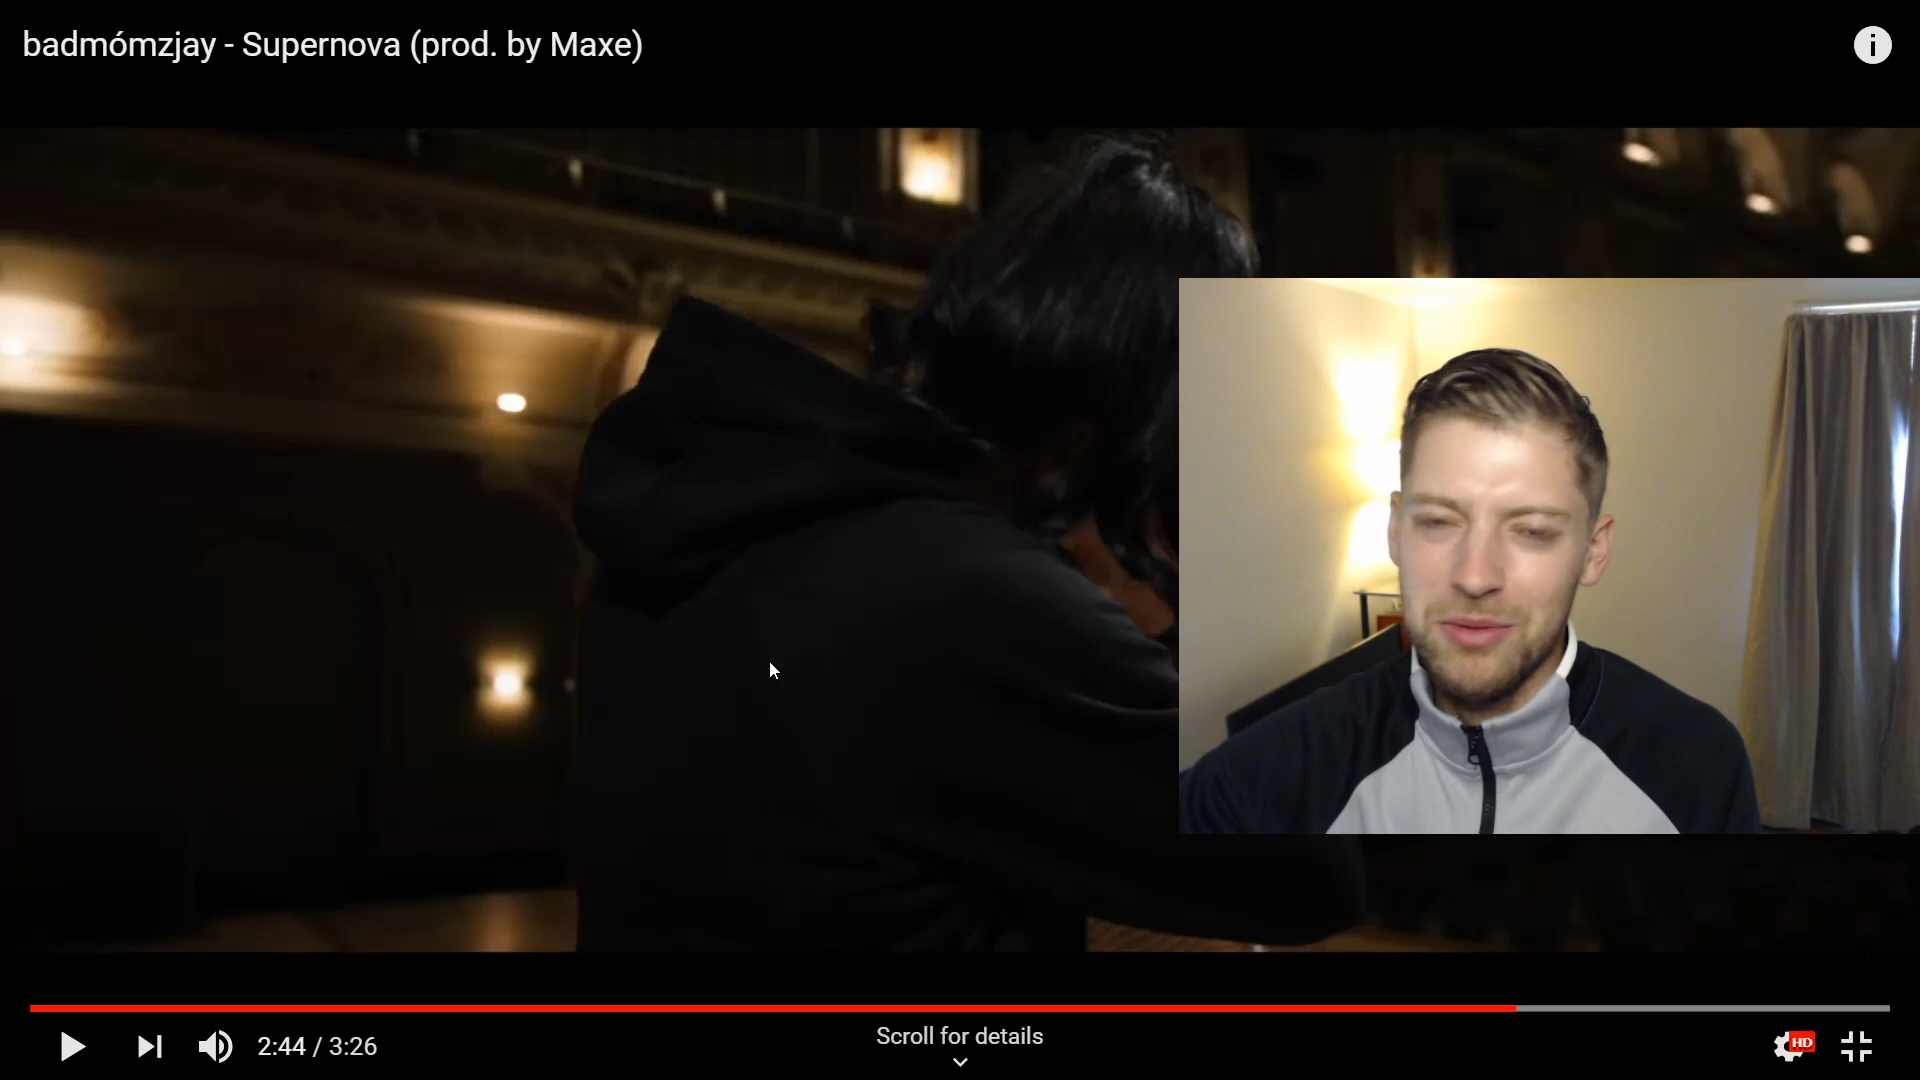 badmómzjay - Supernova (prod. by Maxe)
Scroll for details
2:44 / 3:26
HD